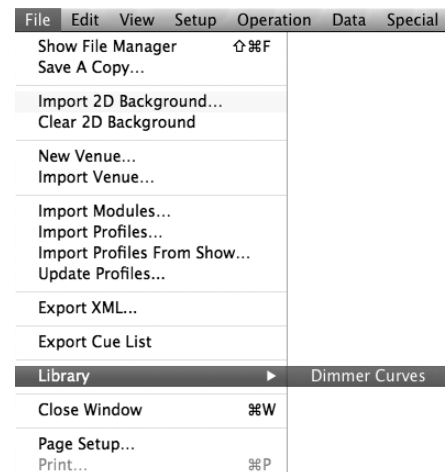 File Edit View Setup Operation Data Special
Show File Manager ⇧⌘F
Save A Copy...
Import 2D Background...
Clear 2D Background
New Venue...
Import Venue...
Import Modules...
Import Profiles...
Import Profiles From Show...
Update Profiles...
Export XML...
Export Cue List
Library ▶ Dimmer Curves
Close Window ⌘W
Page Setup...
Print... ⌘P